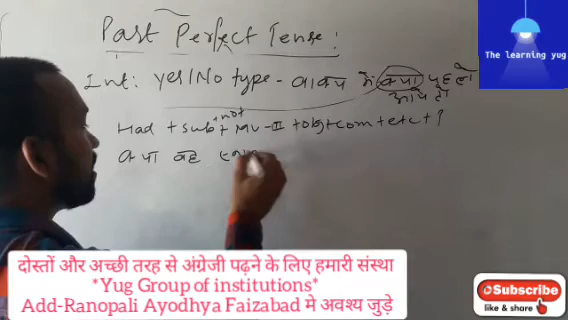 Past Perfect Tense:
The learning yug
Int: yes/No type - वाक्य में क्या पहले
आये तो
Had + sub + not + MV-III + obj + com + etc + ?
क्या वह
दोस्तों और अच्छी तरह से अंग्रेजी पढ़ने के लिए हमारी संस्था
*Yug Group of institutions*
Add-Ranopali Ayodhya Faizabad मे अवश्य जुड़े
Subscribe
like & share